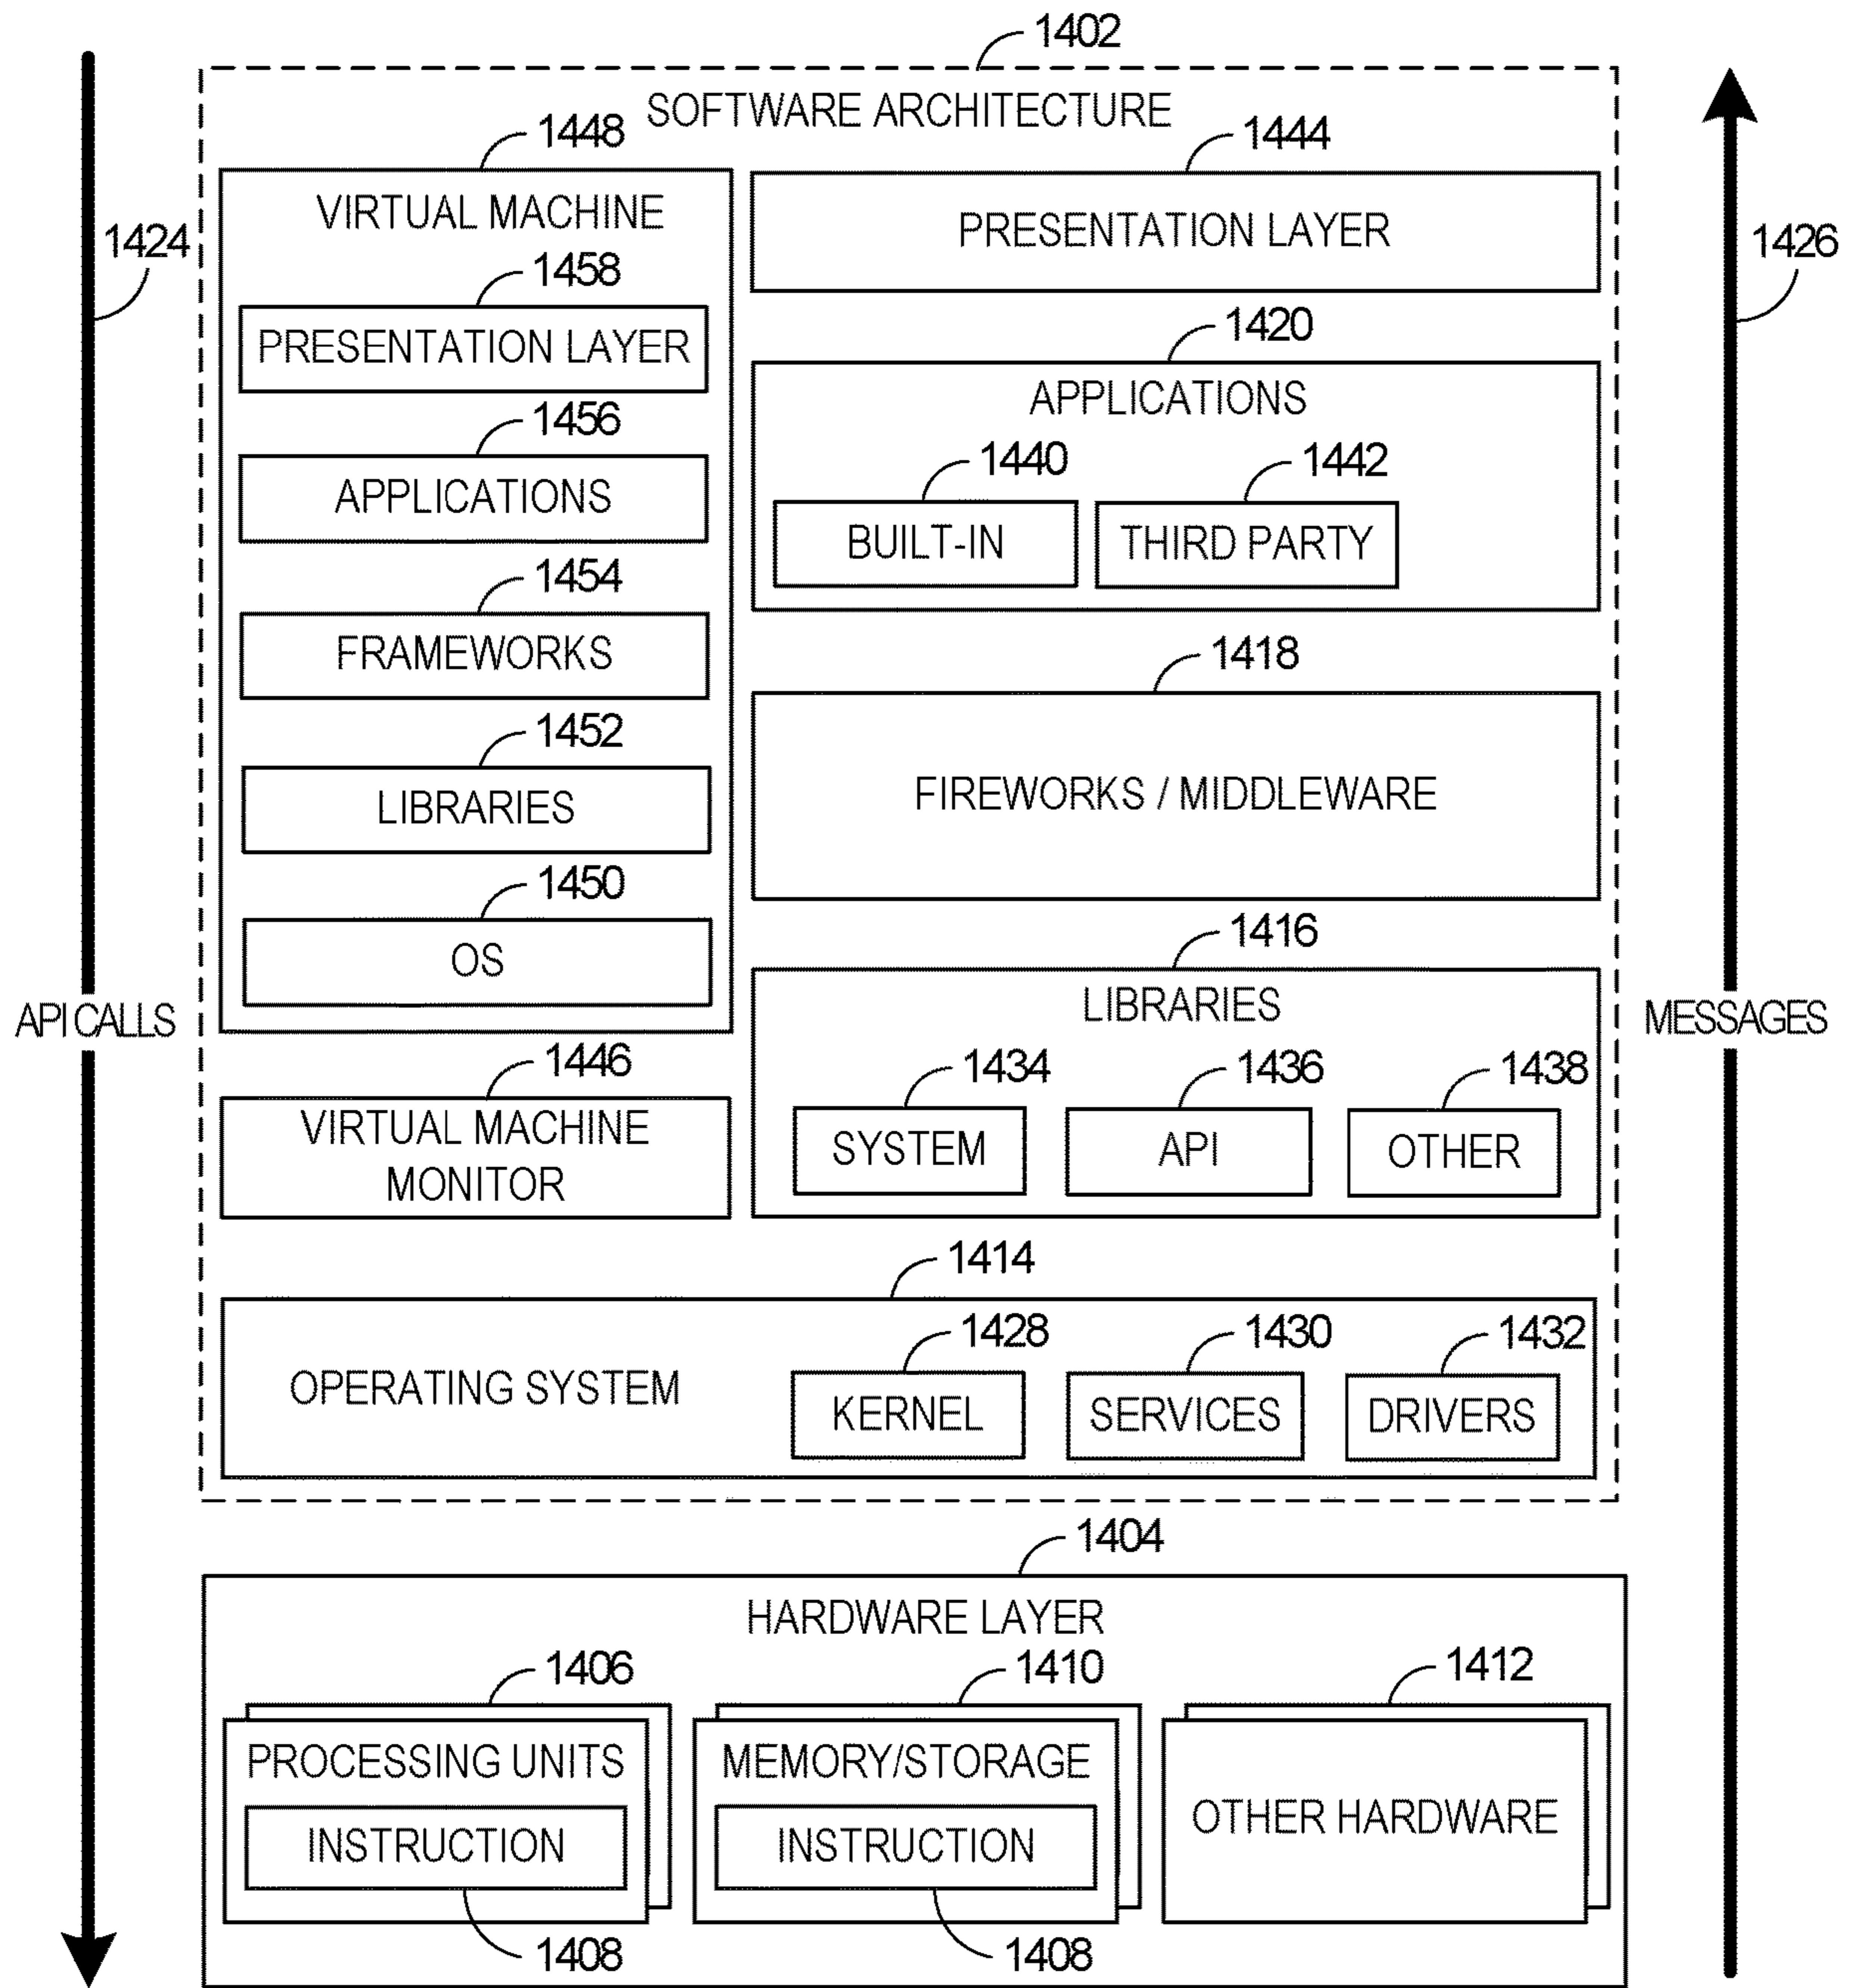 1402
SOFTWARE ARCHITECTURE
1448
VIRTUAL MACHINE
1458
PRESENTATION LAYER
1456
APPLICATIONS
1454
FRAMEWORKS
1452
LIBRARIES
1450
OS
1446
VIRTUAL MACHINE
MONITOR
1444
PRESENTATION LAYER
1420
APPLICATIONS
1440
BUILT-IN
1442
THIRD PARTY
1418
FIREWORKS / MIDDLEWARE
1416
LIBRARIES
1434
SYSTEM
1436
API
1438
OTHER
1414
OPERATING SYSTEM
1428
KERNEL
1430
SERVICES
1432
DRIVERS
1404
HARDWARE LAYER
1406
PROCESSING UNITS
INSTRUCTION
1408
1410
MEMORY/STORAGE
INSTRUCTION
1408
1412
OTHER HARDWARE
1424
API CALLS
1426
MESSAGES